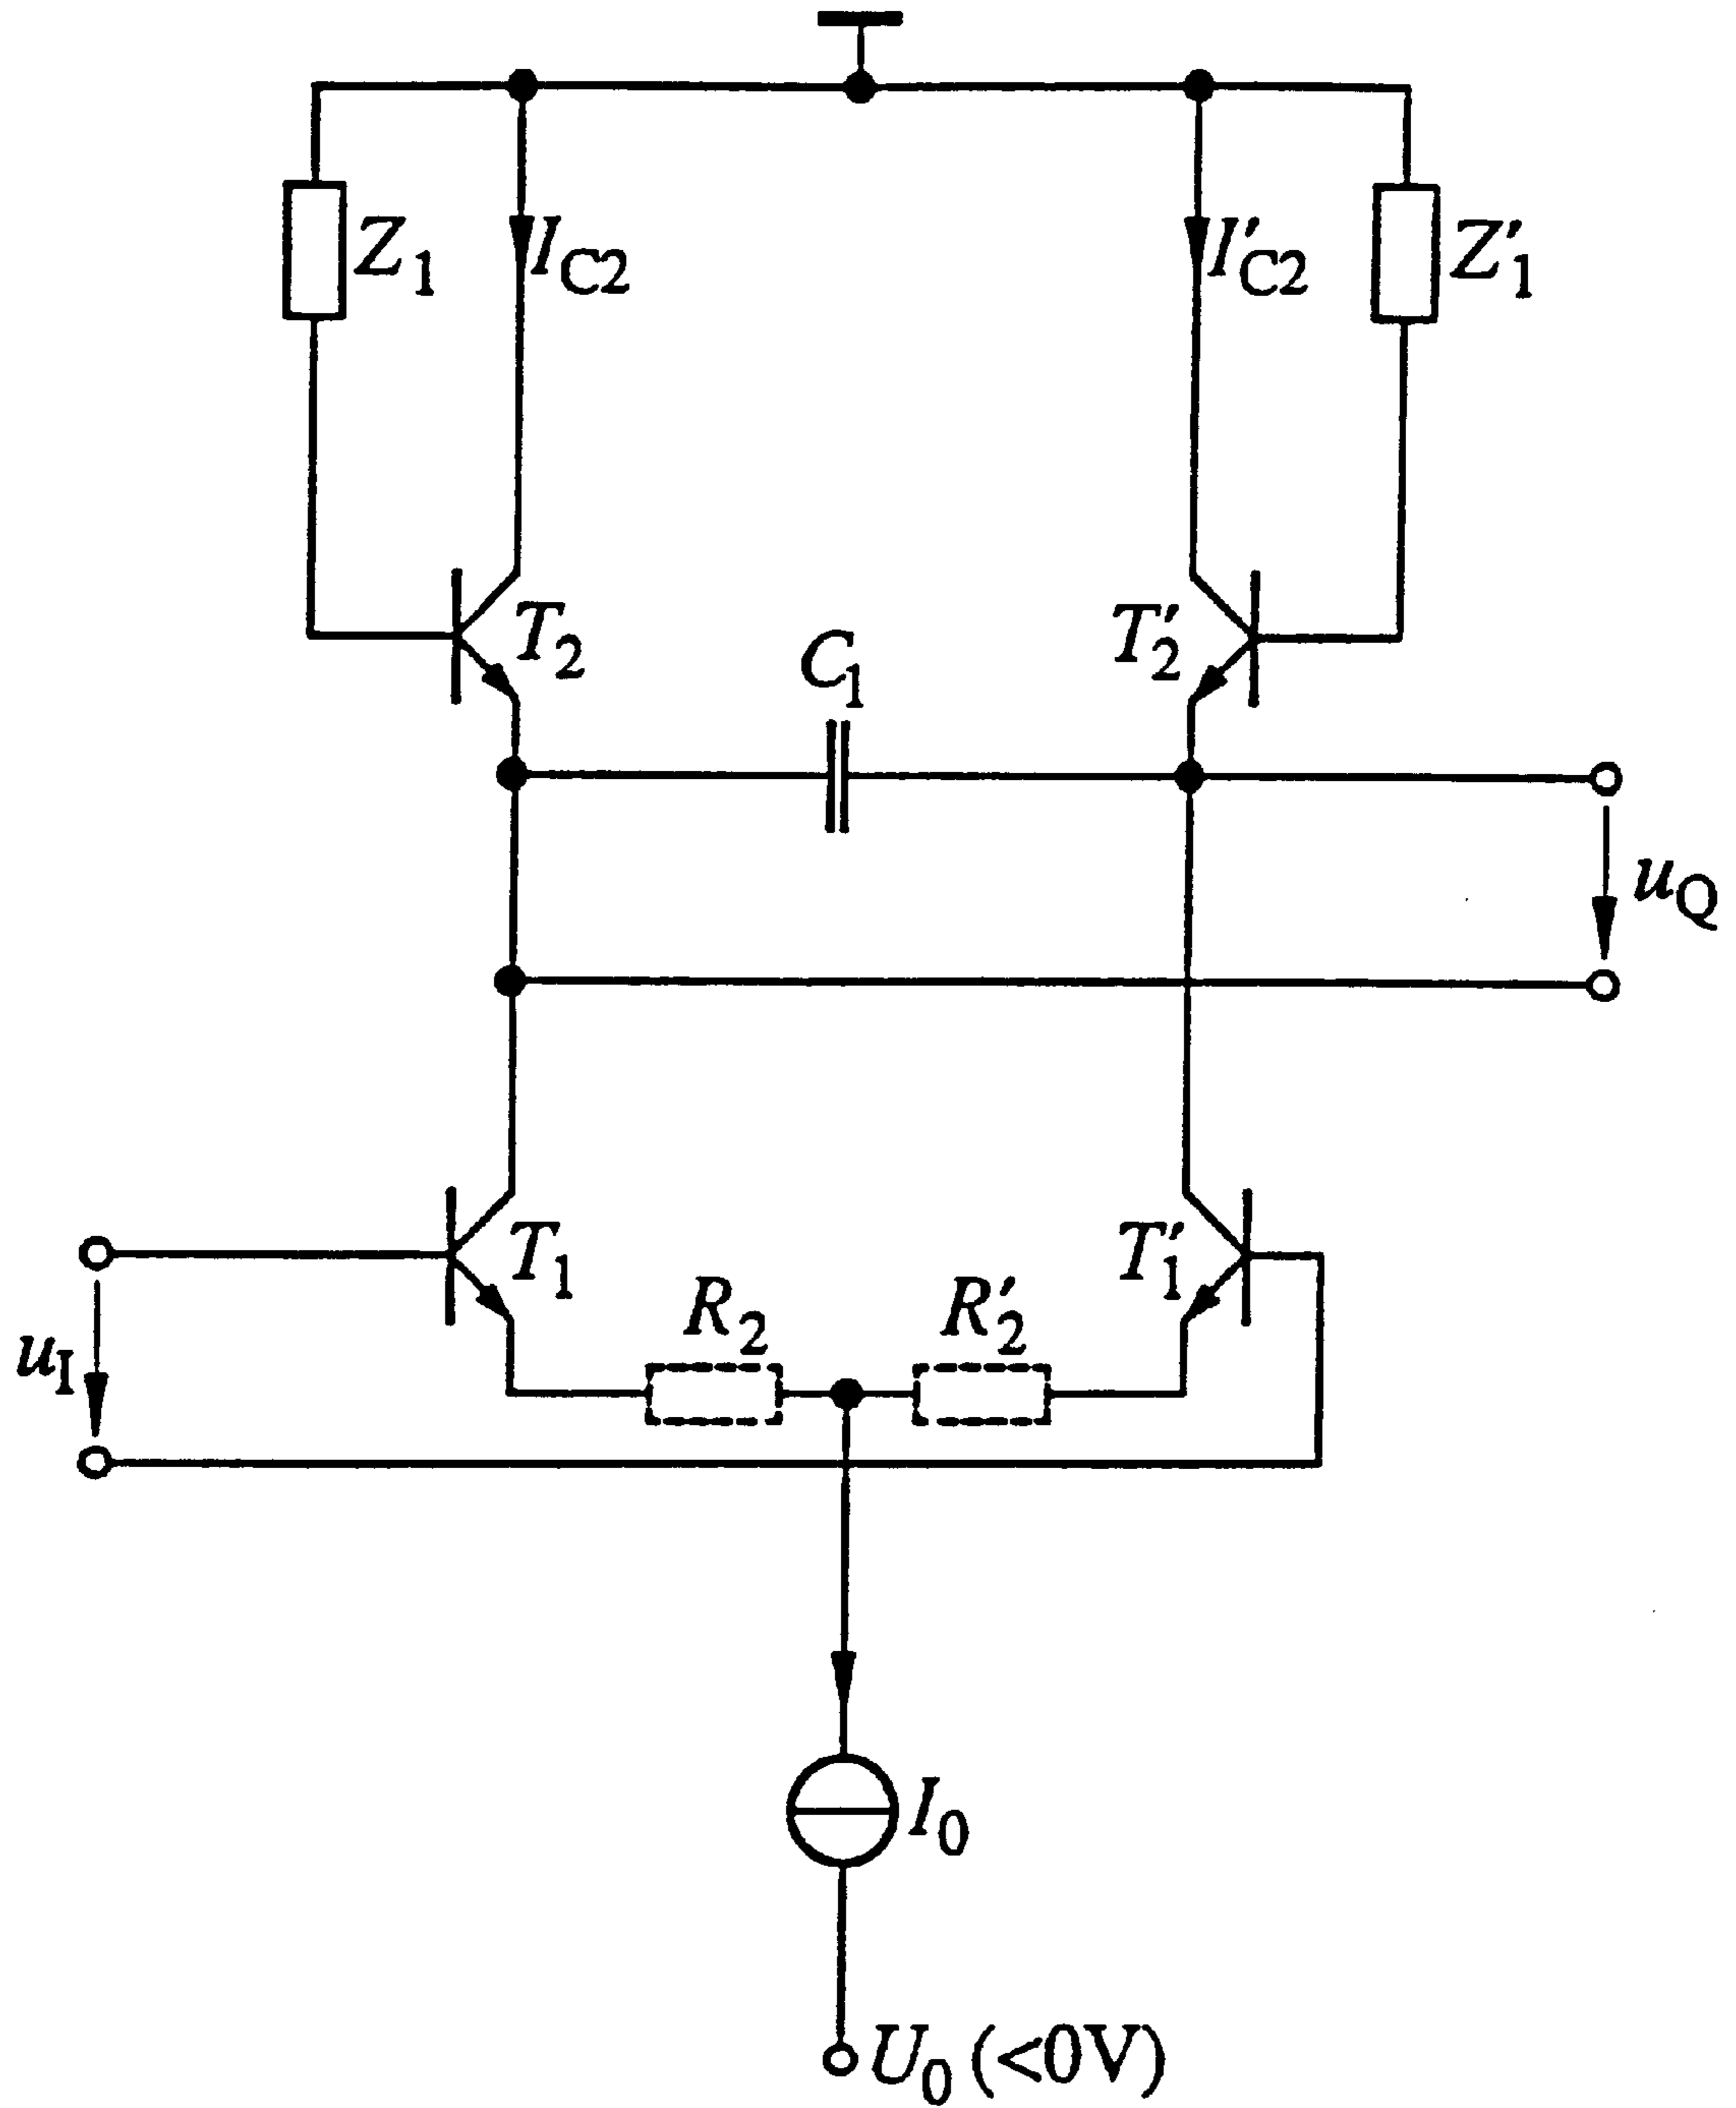 Z1
IC2
I'C2
Z'1
T2
T'2
C1
uQ
T1
T'1
R2
R'2
uI
I0
U0 (<0V)